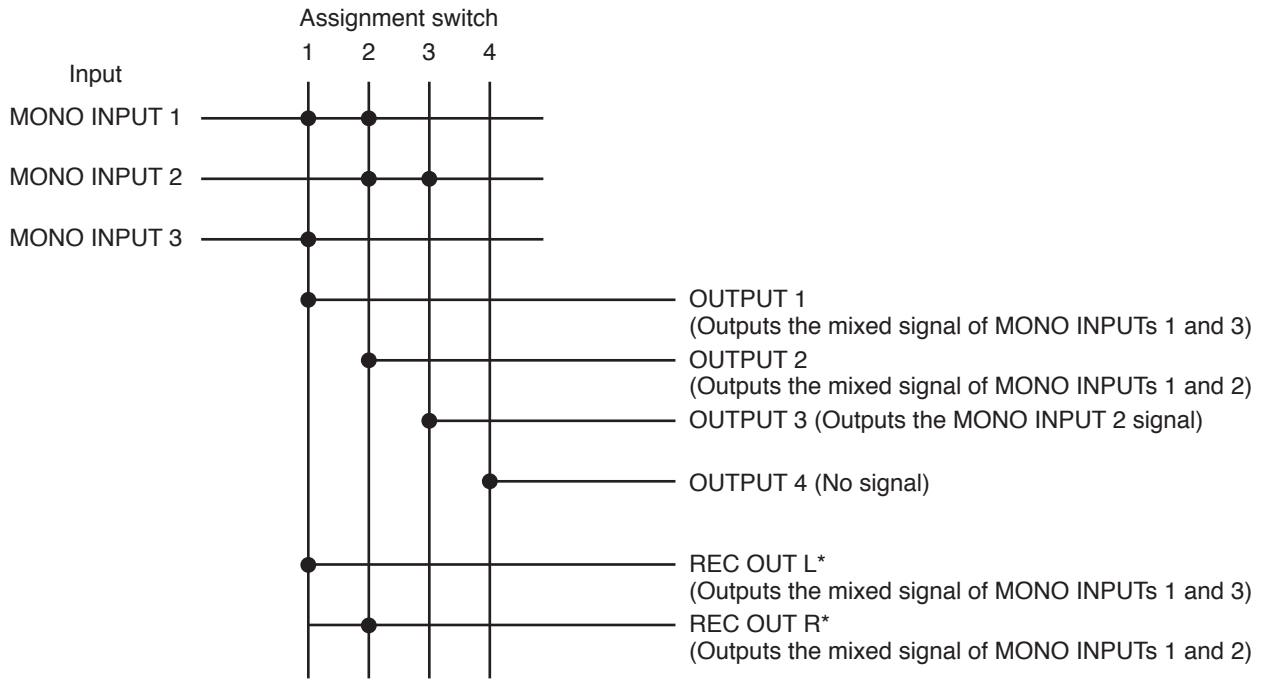 Assignment switch
1 2 3 4
Input
MONO INPUT 1
MONO INPUT 2
MONO INPUT 3
OUTPUT 1
(Outputs the mixed signal of MONO INPUTs 1 and 3)
OUTPUT 2
(Outputs the mixed signal of MONO INPUTs 1 and 2)
OUTPUT 3 (Outputs the MONO INPUT 2 signal)
OUTPUT 4 (No signal)
REC OUT L*
(Outputs the mixed signal of MONO INPUTs 1 and 3)
REC OUT R*
(Outputs the mixed signal of MONO INPUTs 1 and 2)